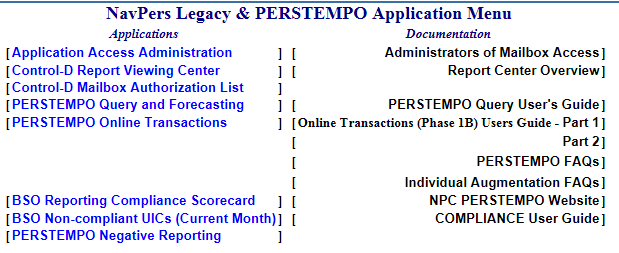 NavPers Legacy & PERSTEMPO Application Menu
Applications Documentation
[Application Access Administration ] [ Administrators of Mailbox Access]
[Control-D Report Viewing Center ] [ Report Center Overview]
[Control-D Mailbox Authorization List ]
[PERSTEMPO Query and Forecasting ] [ PERSTEMPO Query User's Guide]
[PERSTEMPO Online Transactions ] [Online Transactions (Phase 1B) Users Guide - Part 1]
[ Part 2]
[ PERSTEMPO FAQs]
[ Individual Augmentation FAQs]
[BSO Reporting Compliance Scorecard ] [ NPC PERSTEMPO Website]
[BSO Non-compliant UICs (Current Month)] [ COMPLIANCE User Guide]
[PERSTEMPO Negative Reporting ]